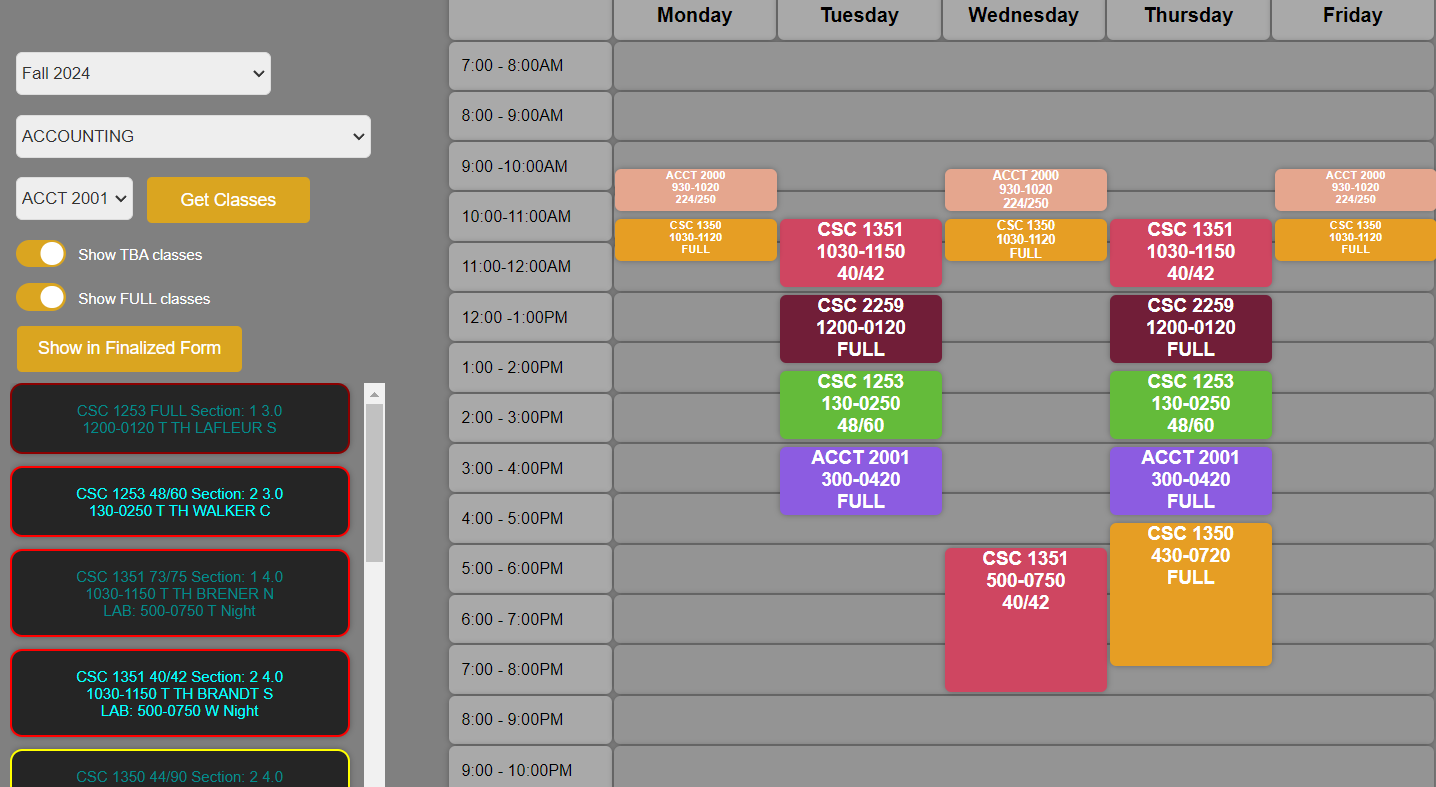 Fall 2024
ACCOUNTING
ACCT 2001
Get Classes
Show TBA classes
Show FULL classes
Show in Finalized Form
CSC 1253 FULL Section: 1 3.0
1200-0120 T TH LAFLEUR S
CSC 1253 48/60 Section: 2 3.0
130-0250 T TH WALKER C
CSC 1351 73/75 Section: 1 4.0
1030-1150 T TH BRENER N
LAB: 500-0750 T Night
CSC 1351 40/42 Section: 2 4.0
1030-1150 T TH BRANDT S
LAB: 500-0750 W Night
CSC 1350 44/90 Section: 2 4.0
Monday
Tuesday
Wednesday
Thursday
Friday
7:00 - 8:00AM
8:00 - 9:00AM
9:00 -10:00AM
10:00-11:00AM
11:00-12:00AM
12:00 -1:00PM
1:00 - 2:00PM
2:00 - 3:00PM
3:00 - 4:00PM
4:00 - 5:00PM
5:00 - 6:00PM
6:00 - 7:00PM
7:00 - 8:00PM
8:00 - 9:00PM
9:00 - 10:00PM
ACCT 2000
930-1020
224/250
CSC 1350
1030-1120
FULL
CSC 1351
1030-1150
40/42
CSC 2259
1200-0120
FULL
CSC 1253
130-0250
48/60
ACCT 2001
300-0420
FULL
ACCT 2000
930-1020
224/250
CSC 1350
1030-1120
FULL
CSC 1351
500-0750
40/42
CSC 1351
1030-1150
40/42
CSC 2259
1200-0120
FULL
CSC 1253
130-0250
48/60
ACCT 2001
300-0420
FULL
CSC 1350
430-0720
FULL
ACCT 2000
930-1020
224/250
CSC 1350
1030-1120
FULL